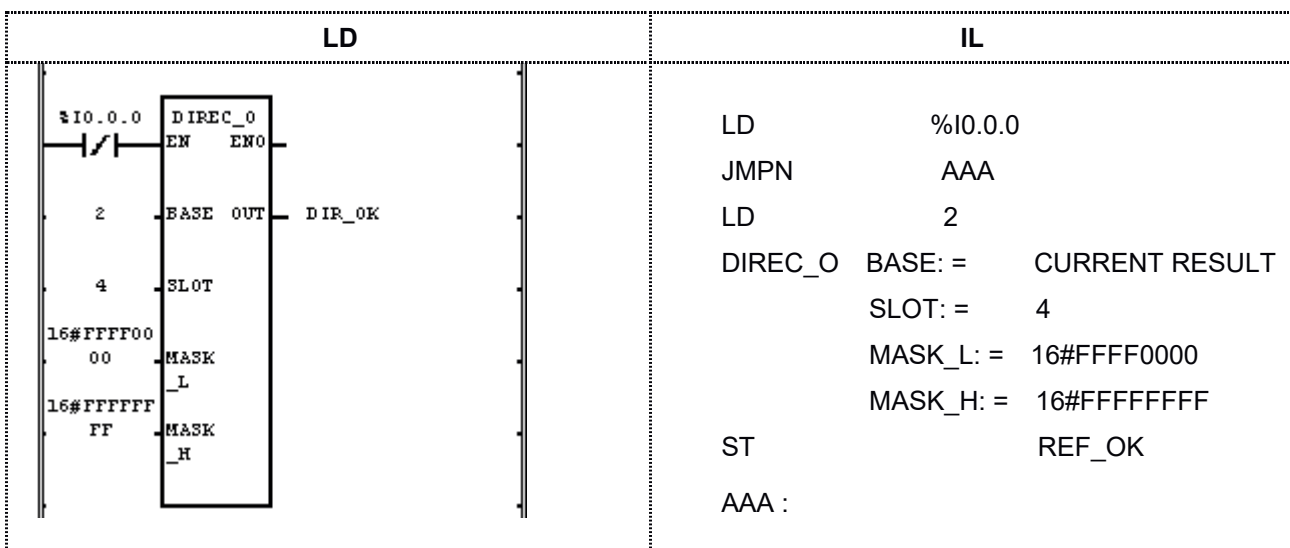 LD
IL
%I0.0.0
DIREC_O
EN ENO
2 BASE OUT DIR_OK
4 SLOT
16#FFFF00
00 MASK
_L
16#FFFFFF
FF MASK
_H
LD %I0.0.0
JMPN AAA
LD 2
DIREC_O BASE: = CURRENT RESULT
SLOT: = 4
MASK_L: = 16#FFFF0000
MASK_H: = 16#FFFFFFFF
ST REF_OK
AAA :